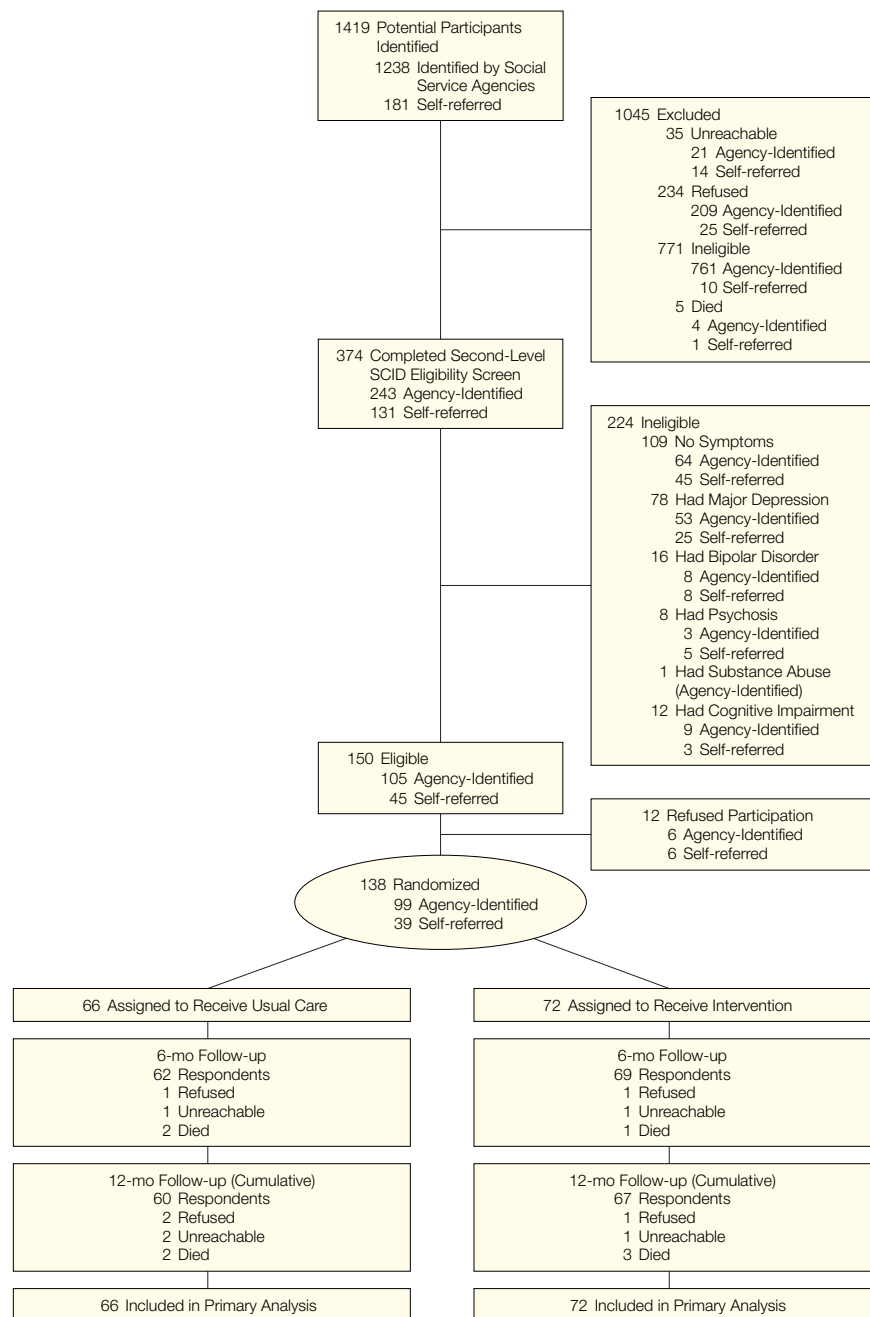 1419 Potential Participants
Identified
1238 Identified by Social
Service Agencies
181 Self-referred
1045 Excluded
35 Unreachable
21 Agency-Identified
14 Self-referred
234 Refused
209 Agency-Identified
25 Self-referred
771 Ineligible
761 Agency-Identified
10 Self-referred
5 Died
4 Agency-Identified
1 Self-referred
374 Completed Second-Level
SCID Eligibility Screen
243 Agency-Identified
131 Self-referred
224 Ineligible
109 No Symptoms
64 Agency-Identified
45 Self-referred
78 Had Major Depression
53 Agency-Identified
25 Self-referred
16 Had Bipolar Disorder
8 Agency-Identified
8 Self-referred
8 Had Psychosis
3 Agency-Identified
5 Self-referred
1 Had Substance Abuse
(Agency-Identified)
12 Had Cognitive Impairment
9 Agency-Identified
3 Self-referred
150 Eligible
105 Agency-Identified
45 Self-referred
12 Refused Participation
6 Agency-Identified
6 Self-referred
138 Randomized
99 Agency-Identified
39 Self-referred
66 Assigned to Receive Usual Care
6-mo Follow-up
62 Respondents
1 Refused
1 Unreachable
2 Died
12-mo Follow-up (Cumulative)
60 Respondents
2 Refused
2 Unreachable
2 Died
66 Included in Primary Analysis
72 Assigned to Receive Intervention
6-mo Follow-up
69 Respondents
1 Refused
1 Unreachable
1 Died
12-mo Follow-up (Cumulative)
67 Respondents
1 Refused
1 Unreachable
3 Died
72 Included in Primary Analysis